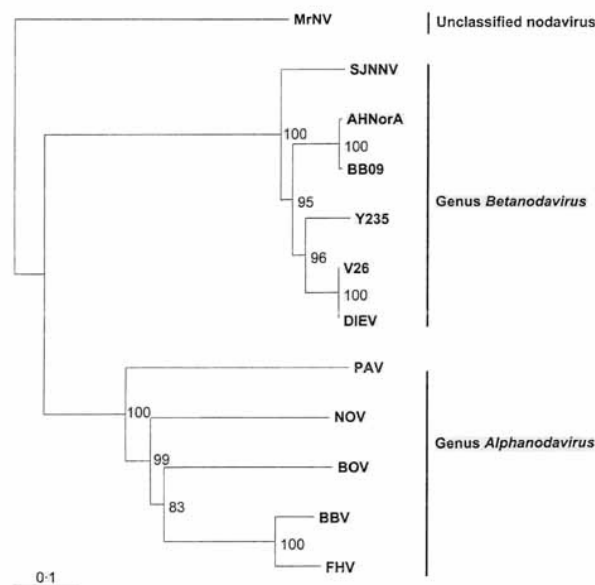 MrNV
Unclassified nodavirus
SJNNV
AHNorA
100
100
BB09
95
Genus Betanodavirus
Y235
96
V26
100
DIEV
PAV
100
NOV
Genus Alphanodavirus
99
BOV
83
BBV
100
0·1
FHV